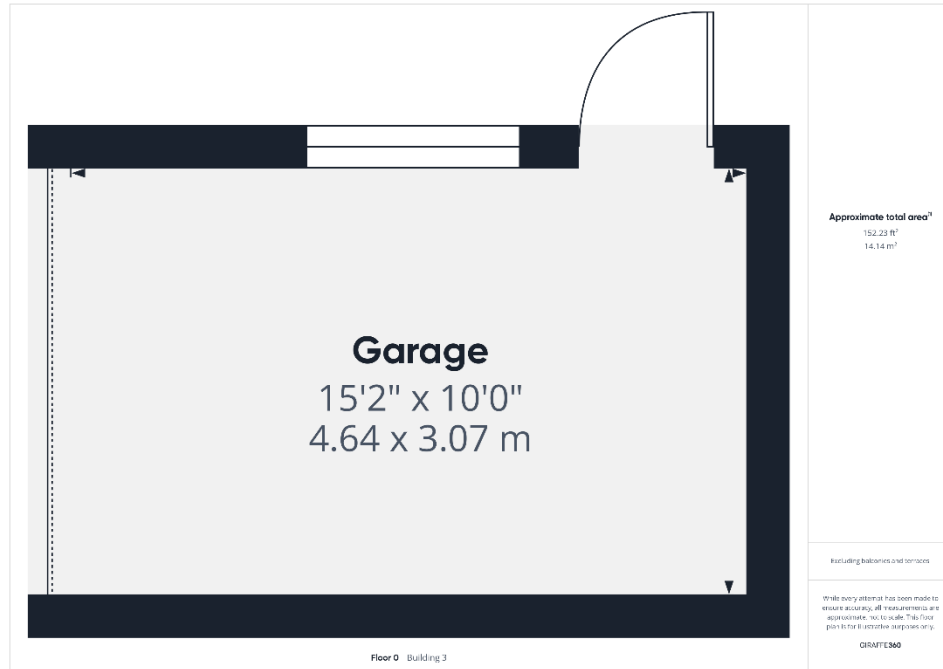 Garage
15'2" x 10'0"
4.64 x 3.07 m
Floor 0 Building 3
Approximate total area⁽¹⁾
152.23 ft²
14.14 m²
Excluding balconies and terraces
While every attempt has been made to
ensure accuracy, all measurements are
approximate, not to scale. This floor
plan is for illustrative purposes only.
GIRAFFE360